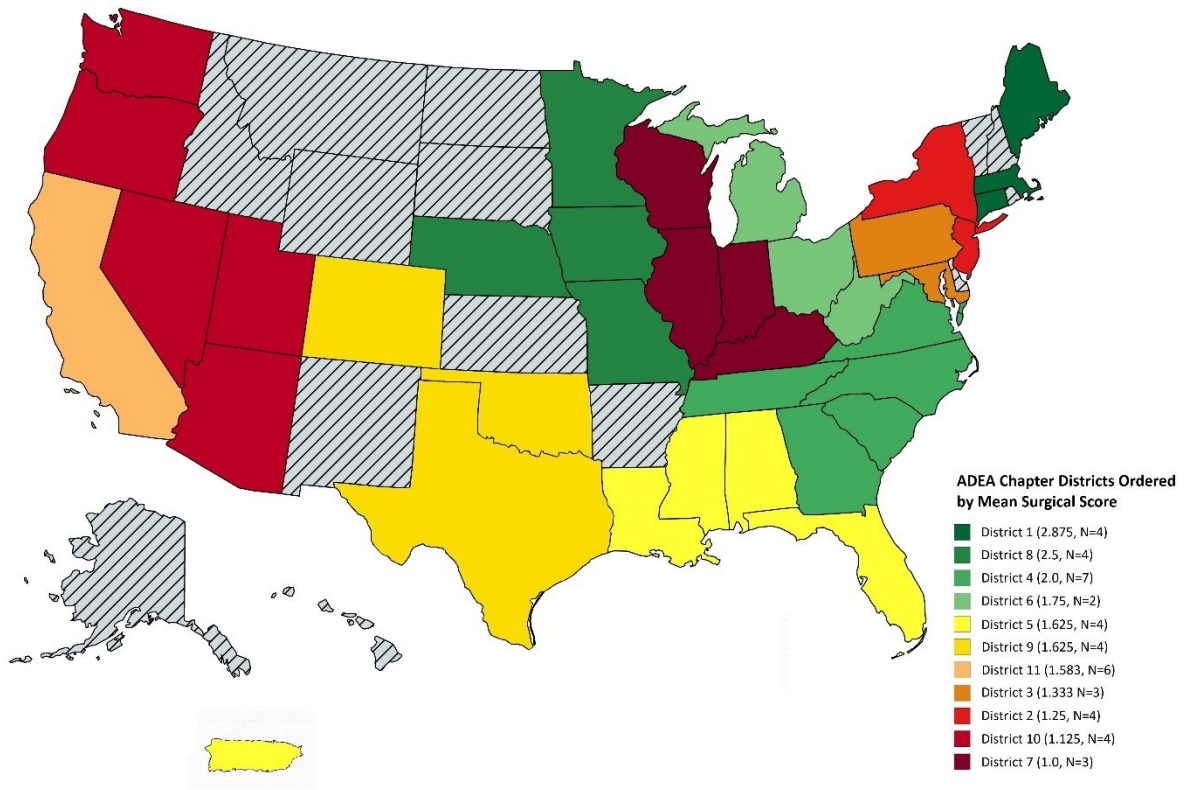 ADEA Chapter Districts Ordered
by Mean Surgical Score
District 1 (2.875, N=4)
District 8 (2.5, N=4)
District 4 (2.0, N=7)
District 6 (1.75, N=2)
District 5 (1.625, N=4)
District 9 (1.625, N=4)
District 11 (1.583, N=6)
District 3 (1.333 N=3)
District 2 (1.25, N=4)
District 10 (1.125, N=4)
District 7 (1.0, N=3)